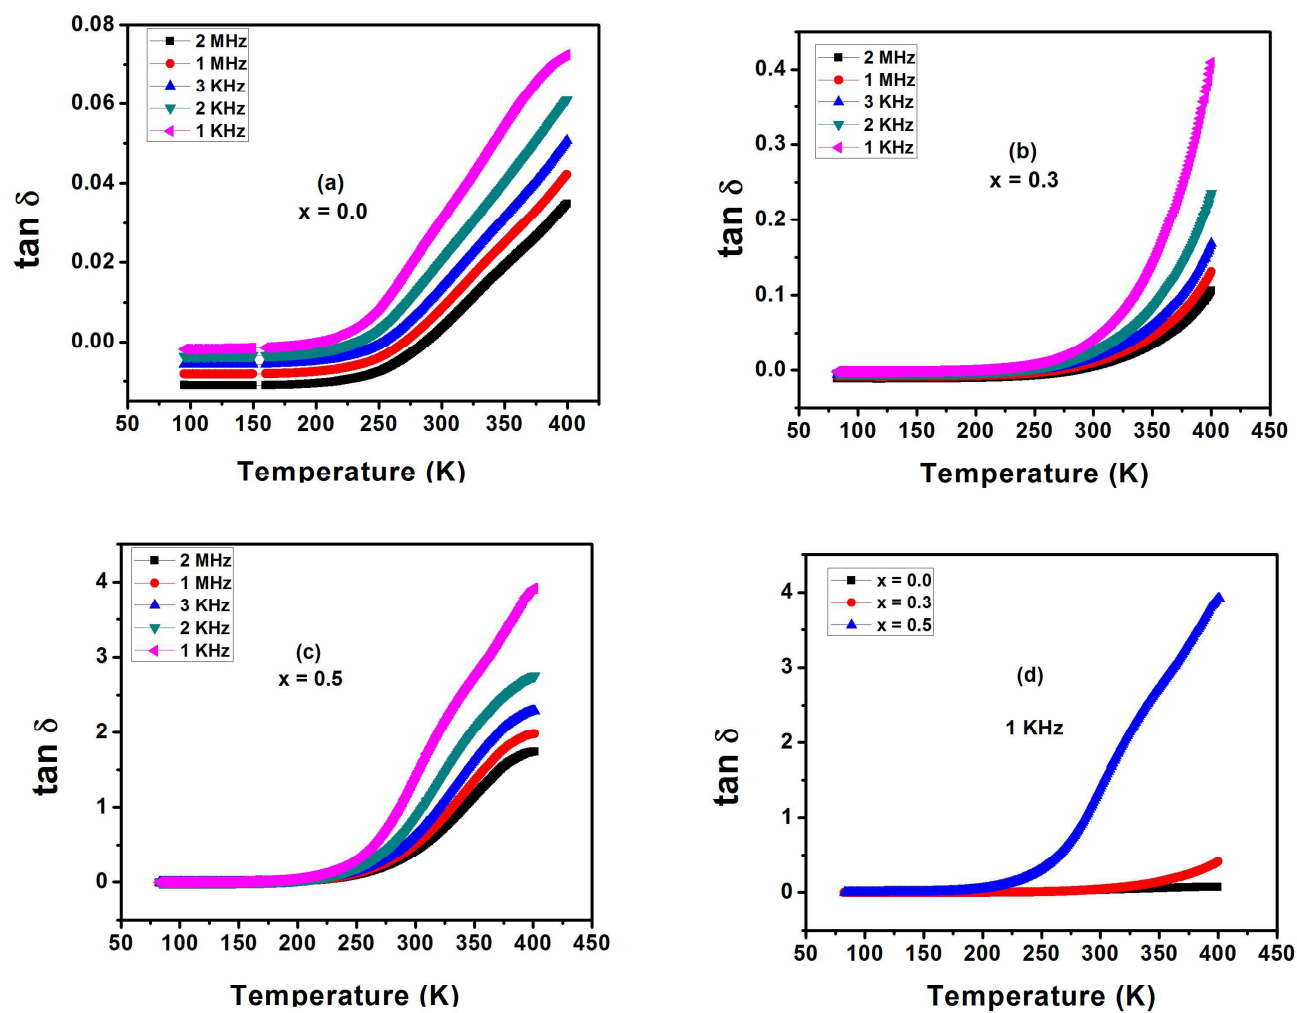 0.08
0.06
0.04
0.02
0.00
tan δ
2 MHz
1 MHz
3 KHz
2 KHz
1 KHz
(a)
x = 0.0
50 100 150 200 250 300 350 400
Temperature (K)
0.4
0.3
0.2
0.1
0.0
tan δ
2 MHz
1 MHz
3 KHz
2 KHz
1 KHz
(b)
x = 0.3
50 100 150 200 250 300 350 400 450
Temperature (K)
4
3
2
1
0
tan δ
2 MHz
1 MHz
3 KHz
2 KHz
1 KHz
(c)
x = 0.5
50 100 150 200 250 300 350 400 450
Temperature (K)
4
3
2
1
0
tan δ
x = 0.0
x = 0.3
x = 0.5
(d)
1 KHz
50 100 150 200 250 300 350 400 450
Temperature (K)